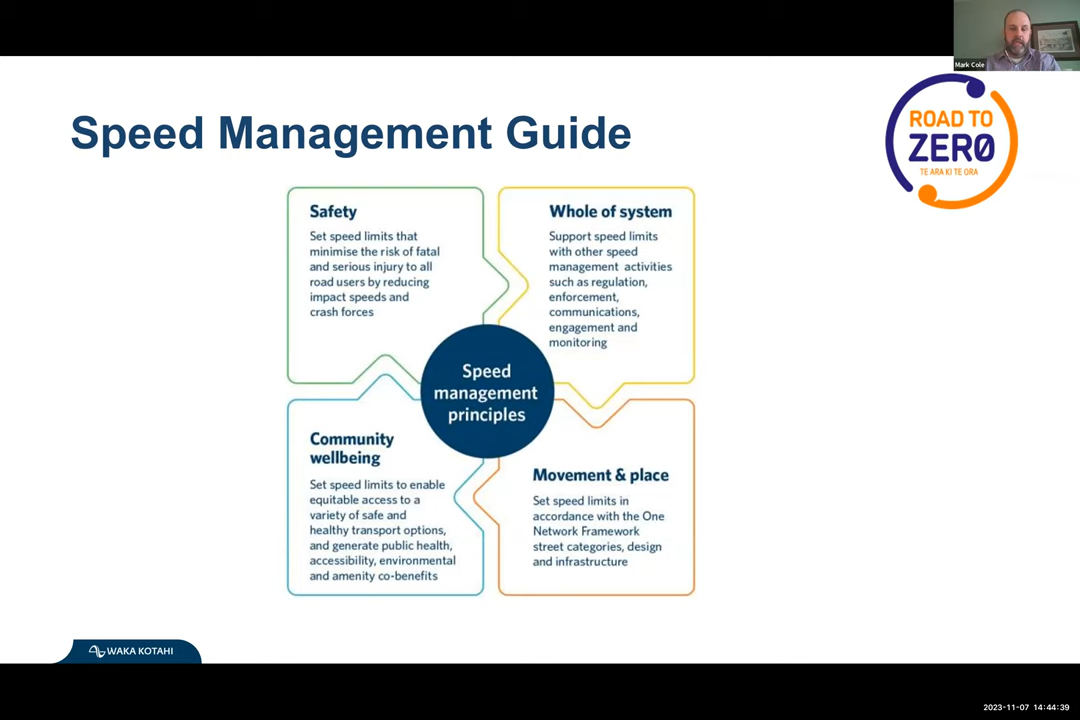 Mark Cole
Speed Management Guide
ROAD TO
ZERØ
TE ARA KI TE ORA
Safety
Set speed limits that
minimise the risk of fatal
and serious injury to all
road users by reducing
impact speeds and
crash forces
Whole of system
Support speed limits
with other speed
management activities
such as regulation,
enforcement,
communications,
engagement and
monitoring
Speed
management
principles
Community
wellbeing
Set speed limits to enable
equitable access to a
variety of safe and
healthy transport options,
and generate public health,
accessibility, environmental
and amenity co-benefits
Movement & place
Set speed limits in
accordance with the One
Network Framework
street categories, design
and infrastructure
WAKA KOTAHI
2023-11-07 14:44:39